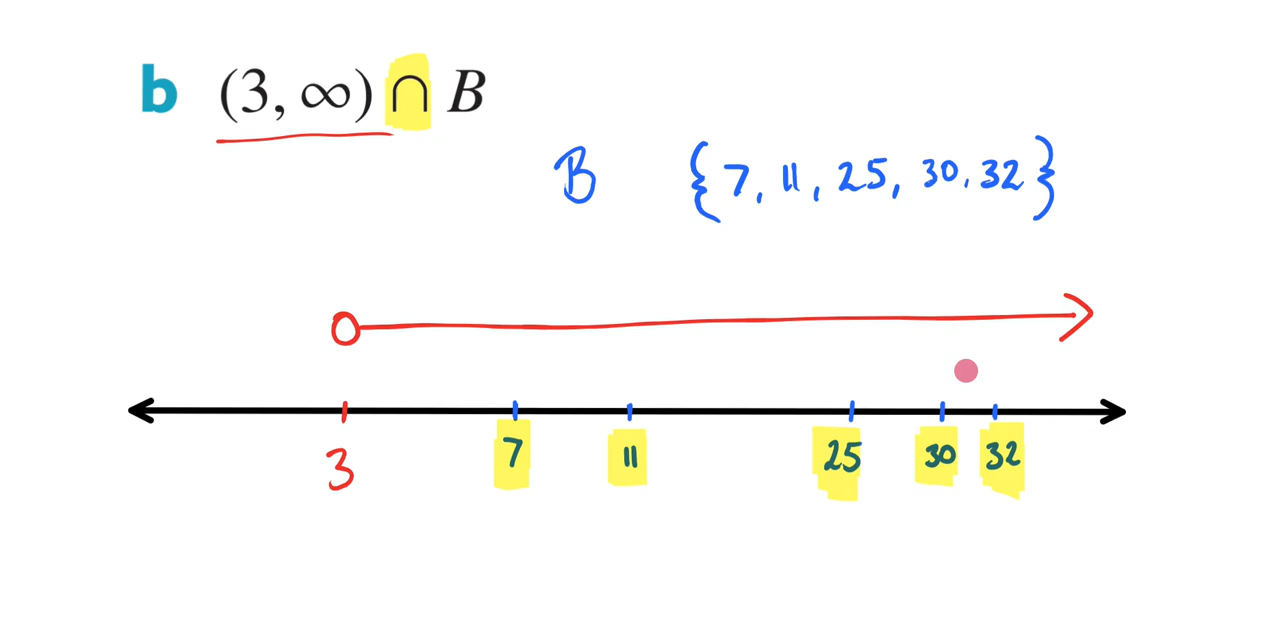 b (3, ∞) ∩ B
B {7, 11, 25, 30, 32}
3 7 11 25 30 32